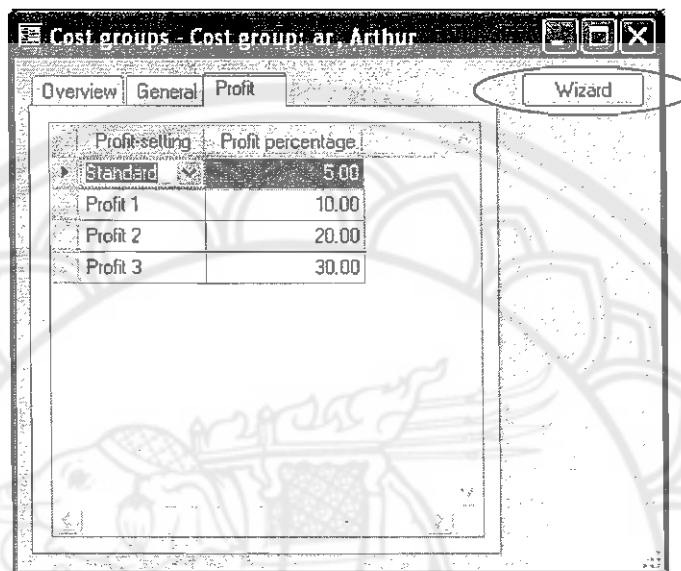 Cost groups - Cost group: ar, Arthur
Overview General Profit Wizard
Profit-setting Profit percentage
Standard 5.00
Profit 1 10.00
Profit 2 20.00
Profit 3 30.00